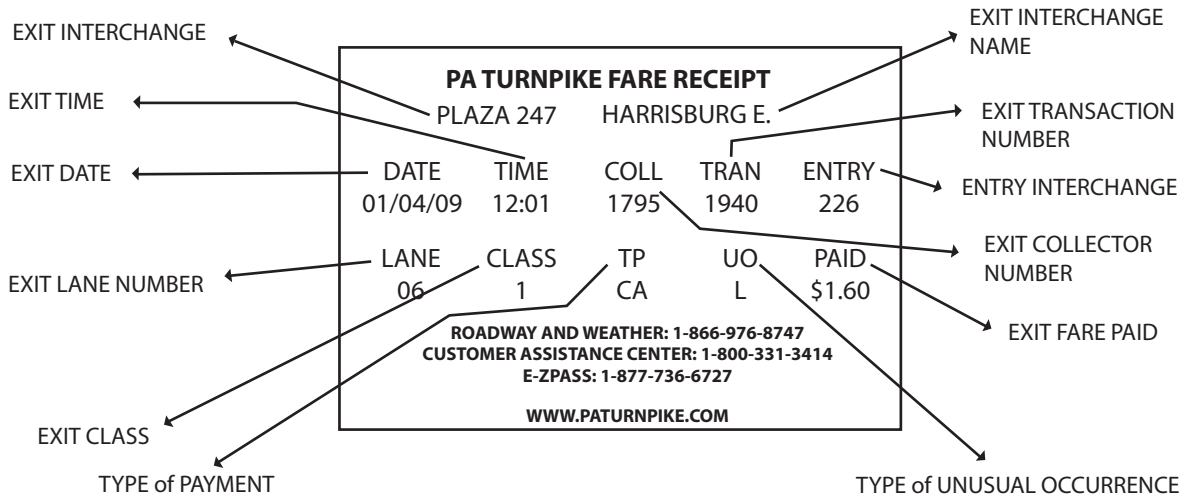 EXIT INTERCHANGE
EXIT INTERCHANGE
NAME
PA TURNPIKE FARE RECEIPT
EXIT TIME
PLAZA 247 HARRISBURG E.
EXIT TRANSACTION
NUMBER
EXIT DATE
DATE TIME COLL TRAN ENTRY
ENTRY INTERCHANGE
01/04/09 12:01 1795 1940 226
EXIT COLLECTOR
NUMBER
LANE CLASS TP UO PAID
EXIT LANE NUMBER
06 1 CA L $1.60
ROADWAY AND WEATHER: 1-866-976-8747
EXIT FARE PAID
CUSTOMER ASSISTANCE CENTER: 1-800-331-3414
E-ZPASS: 1-877-736-6727
WWW.PATURNPIKE.COM
EXIT CLASS
TYPE of PAYMENT
TYPE of UNUSUAL OCCURRENCE